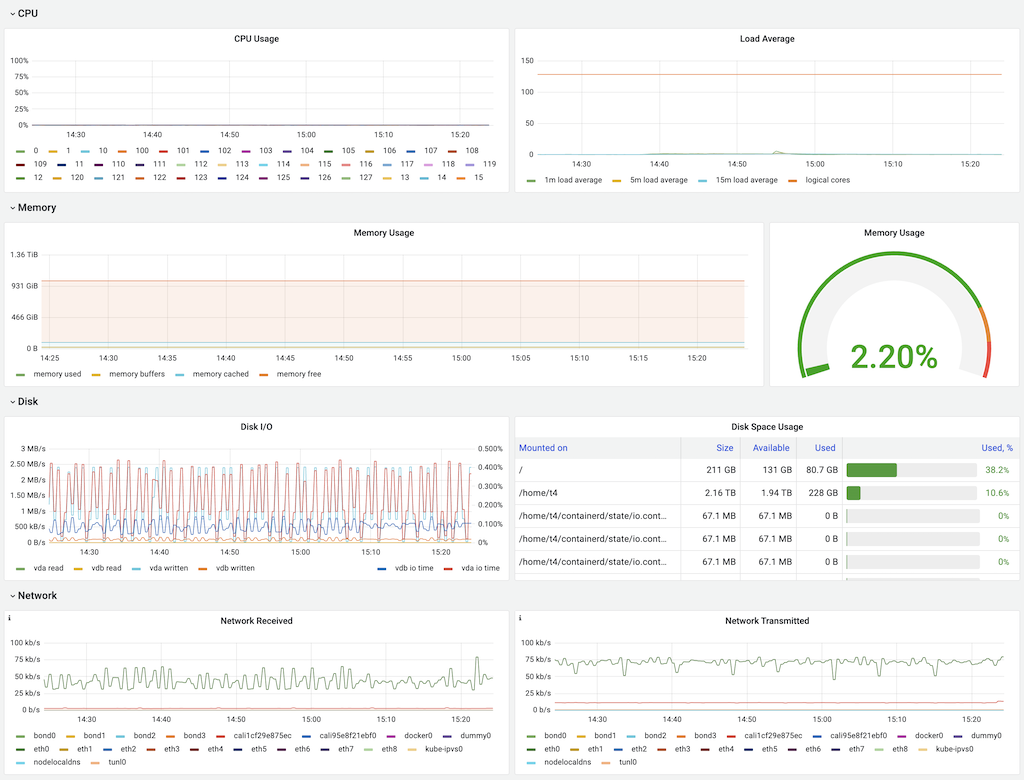 CPU
CPU Usage
100%
75%
50%
25%
0%
14:30 14:40 14:50 15:00 15:10 15:20
0 1 10 100 101 102 103 104 105 106 107 108
109 11 110 111 112 113 114 115 116 117 118 119
12 120 121 122 123 124 125 126 127 13 14 15
Load Average
150
100
50
0
14:30 14:40 14:50 15:00 15:10 15:20
1m load average 5m load average 15m load average logical cores
Memory
Memory Usage
1.36 TiB
931 GiB
466 GiB
0 B
14:25 14:30 14:35 14:40 14:45 14:50 14:55 15:00 15:05 15:10 15:15 15:20
memory used memory buffers memory cached memory free
Memory Usage
2.20%
Disk
Disk I/O
3 MB/s 0.500%
2.50 MB/s 0.400%
2 MB/s 0.300%
1.50 MB/s 0.200%
1 MB/s 0.100%
500 kB/s 0%
0 B/s
14:30 14:40 14:50 15:00 15:10 15:20
vda read vdb read vda written vdb written vdb io time vda io time
Disk Space Usage
Mounted on Size Available Used Used, %
/ 211 GB 131 GB 80.7 GB 38.2%
/home/t4 2.16 TB 1.94 TB 228 GB 10.6%
/home/t4/containerd/state/io.cont... 67.1 MB 67.1 MB 0 B 0%
/home/t4/containerd/state/io.cont... 67.1 MB 67.1 MB 0 B 0%
/home/t4/containerd/state/io.cont... 67.1 MB 67.1 MB 0 B 0%
Network
i
Network Received
100 kb/s
75 kb/s
50 kb/s
25 kb/s
0 b/s
14:30 14:40 14:50 15:00 15:10 15:20
bond0 bond1 bond2 bond3 cali1cf29e875ec cali95e8f21ebf0 docker0 dummy0
eth0 eth1 eth2 eth3 eth4 eth5 eth6 eth7 eth8 kube-ipvs0
nodelocaldns tunl0
i
Network Transmitted
100 kb/s
75 kb/s
50 kb/s
25 kb/s
0 b/s
14:30 14:40 14:50 15:00 15:10 15:20
bond0 bond1 bond2 bond3 cali1cf29e875ec cali95e8f21ebf0 docker0 dummy0
eth0 eth1 eth2 eth3 eth4 eth5 eth6 eth7 eth8 kube-ipvs0
nodelocaldns tunl0